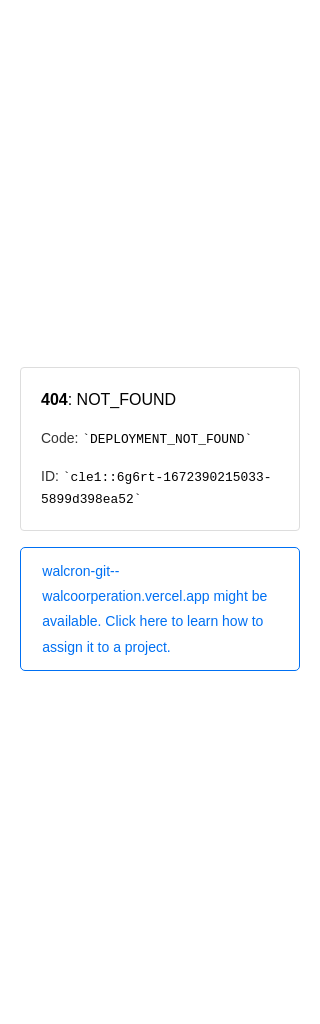 404: NOT_FOUND
Code: `DEPLOYMENT_NOT_FOUND`
ID: `cle1::6g6rt-1672390215033-
5899d398ea52`
walcron-git--
walcoorperation.vercel.app might be
available. Click here to learn how to
assign it to a project.